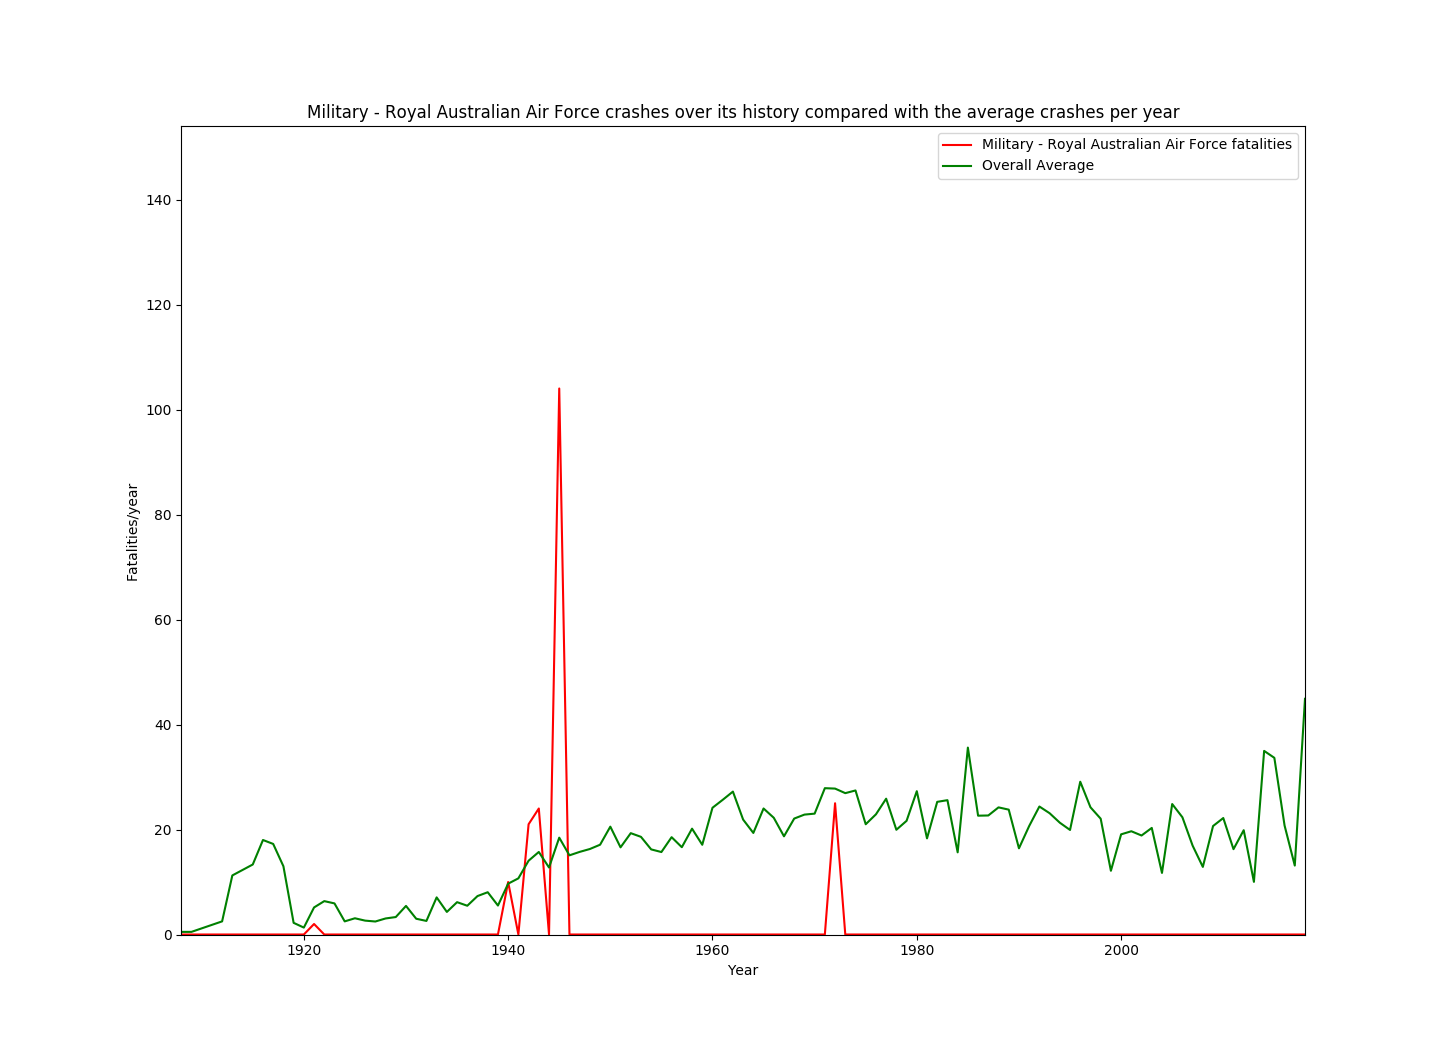 Military - Royal Australian Air Force crashes over its history compared with the average crashes per year
Military - Royal Australian Air Force fatalities
Overall Average
140
120
100
80
60
40
20
0
Fatalities/year
1920
1940
1960
1980
2000
Year